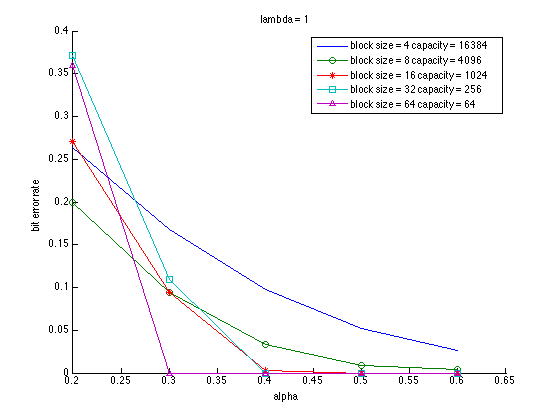 lambda = 1
block size = 4 capacity = 16384
block size = 8 capacity = 4096
block size = 16 capacity = 1024
block size = 32 capacity = 256
block size = 64 capacity = 64
0.4
0.35
0.3
0.25
0.2
0.15
0.1
0.05
0
bit error rate
0.2 0.25 0.3 0.35 0.4 0.45 0.5 0.55 0.6 0.65
alpha